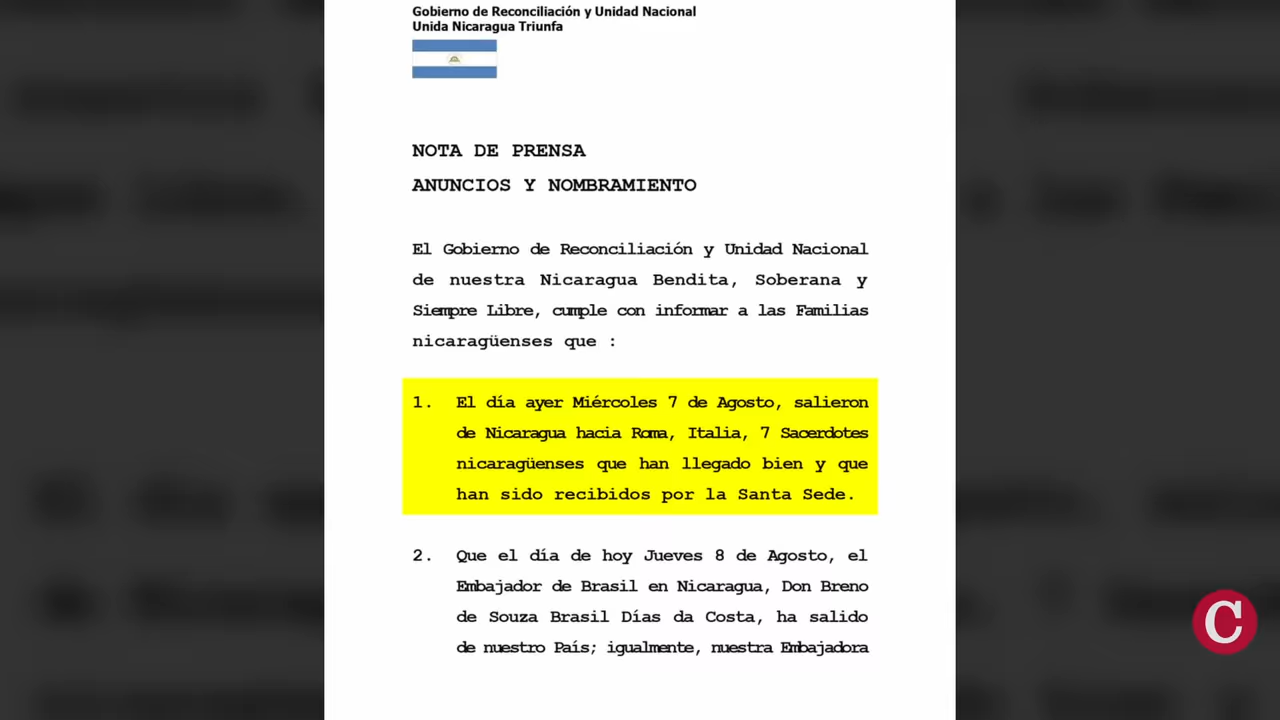 Gobierno de Reconciliación y Unidad Nacional
Unida Nicaragua Triunfa
NOTA DE PRENSA
ANUNCIOS Y NOMBRAMIENTO
El Gobierno de Reconciliación y Unidad Nacional
de nuestra Nicaragua Bendita, Soberana y
Siempre Libre, cumple con informar a las Familias
nicaragüenses que :
1. El día ayer Miércoles 7 de Agosto, salieron
de Nicaragua hacia Roma, Italia, 7 Sacerdotes
nicaragüenses que han llegado bien y que
han sido recibidos por la Santa Sede.
2. Que el día de hoy Jueves 8 de Agosto, el
Embajador de Brasil en Nicaragua, Don Breno
de Souza Brasil Días da Costa, ha salido
de nuestro País; igualmente, nuestra Embajadora
C